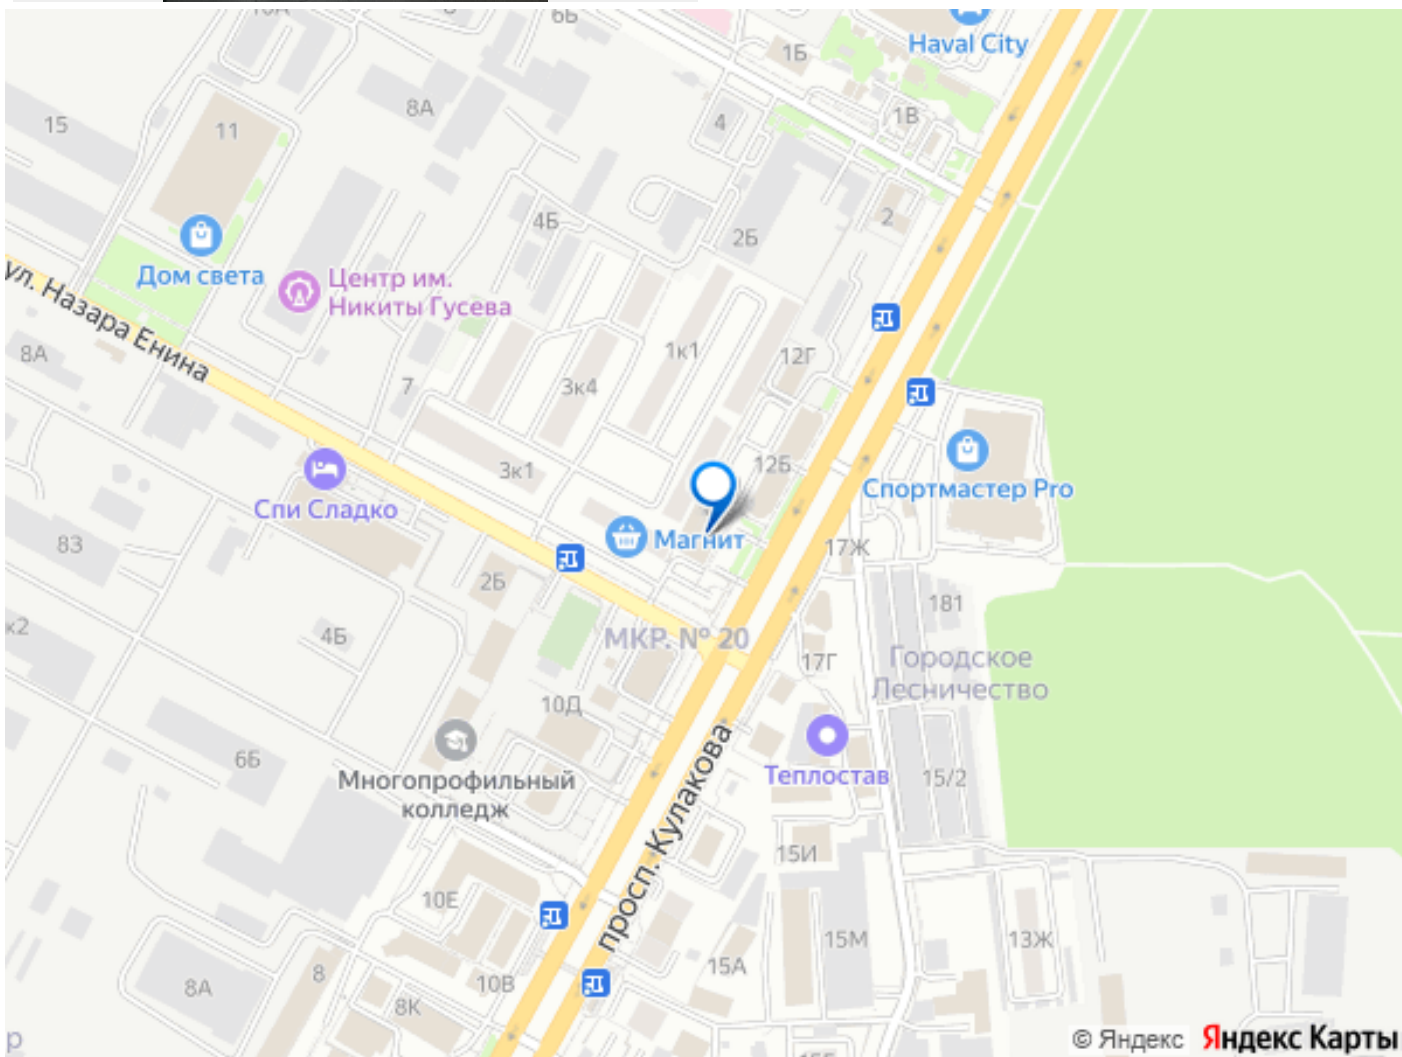 6Б
Haval City
1Б
8А
1В
15
11
4
4Б
2Б
2
Дом света
Центр им.
Никиты Гусева
ул. Назара Енина
8А
1к1
12Г
7
3к4
3к1
12Б
Спи Сладко
Спортмастер Pro
Магнит
83
17Ж
2Б
181
к2
4Б
МКР. № 20
17Г
Городское
Лесничество
10Д
Многопрофильный
колледж
6Б
просп. Кулакова
Теплостав
15/2
15И
10Е
15М
13Ж
15А
8А
8
8К
10В
р
© Яндекс Яндекс Карты